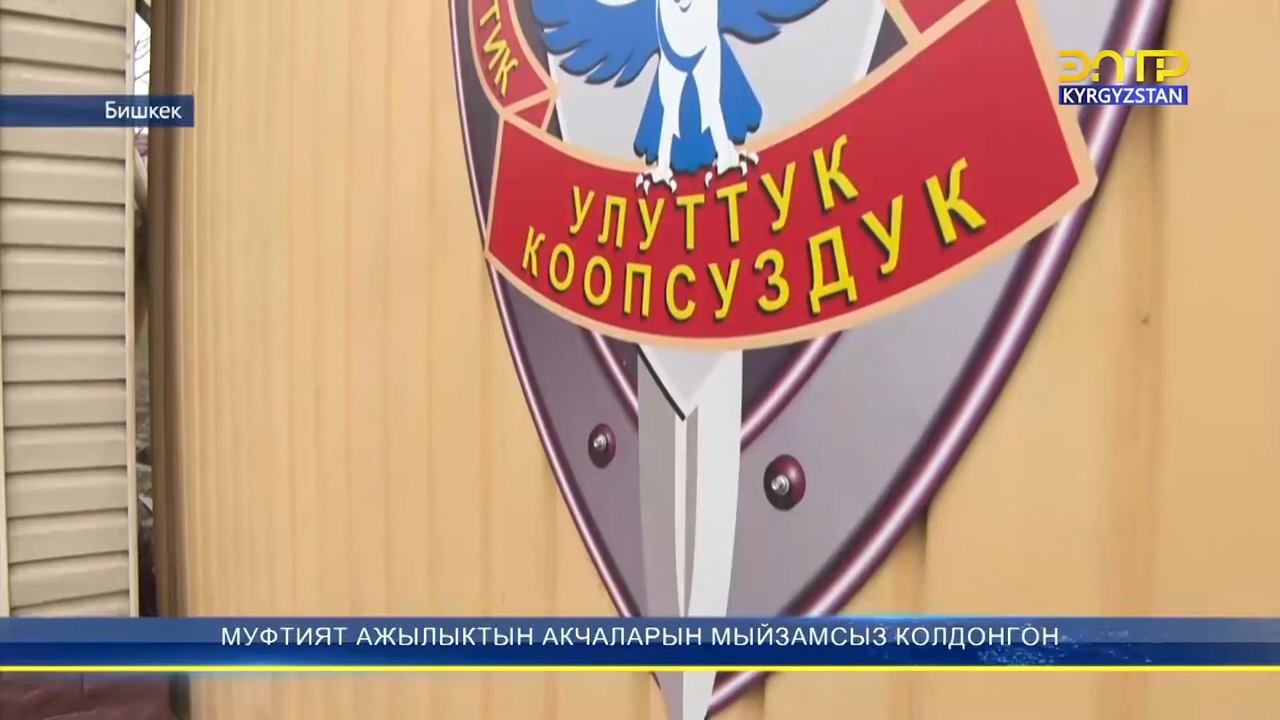 ЭЛТР
KYRGYZSTAN
Бишкек
ТИК
УЛУТТУК
КООПСУЗДУК
МУФТИЯТ АЖЫЛЫКТЫН АКЧАЛАРЫН МЫЙЗАМСЫЗ КОЛДОНГОН